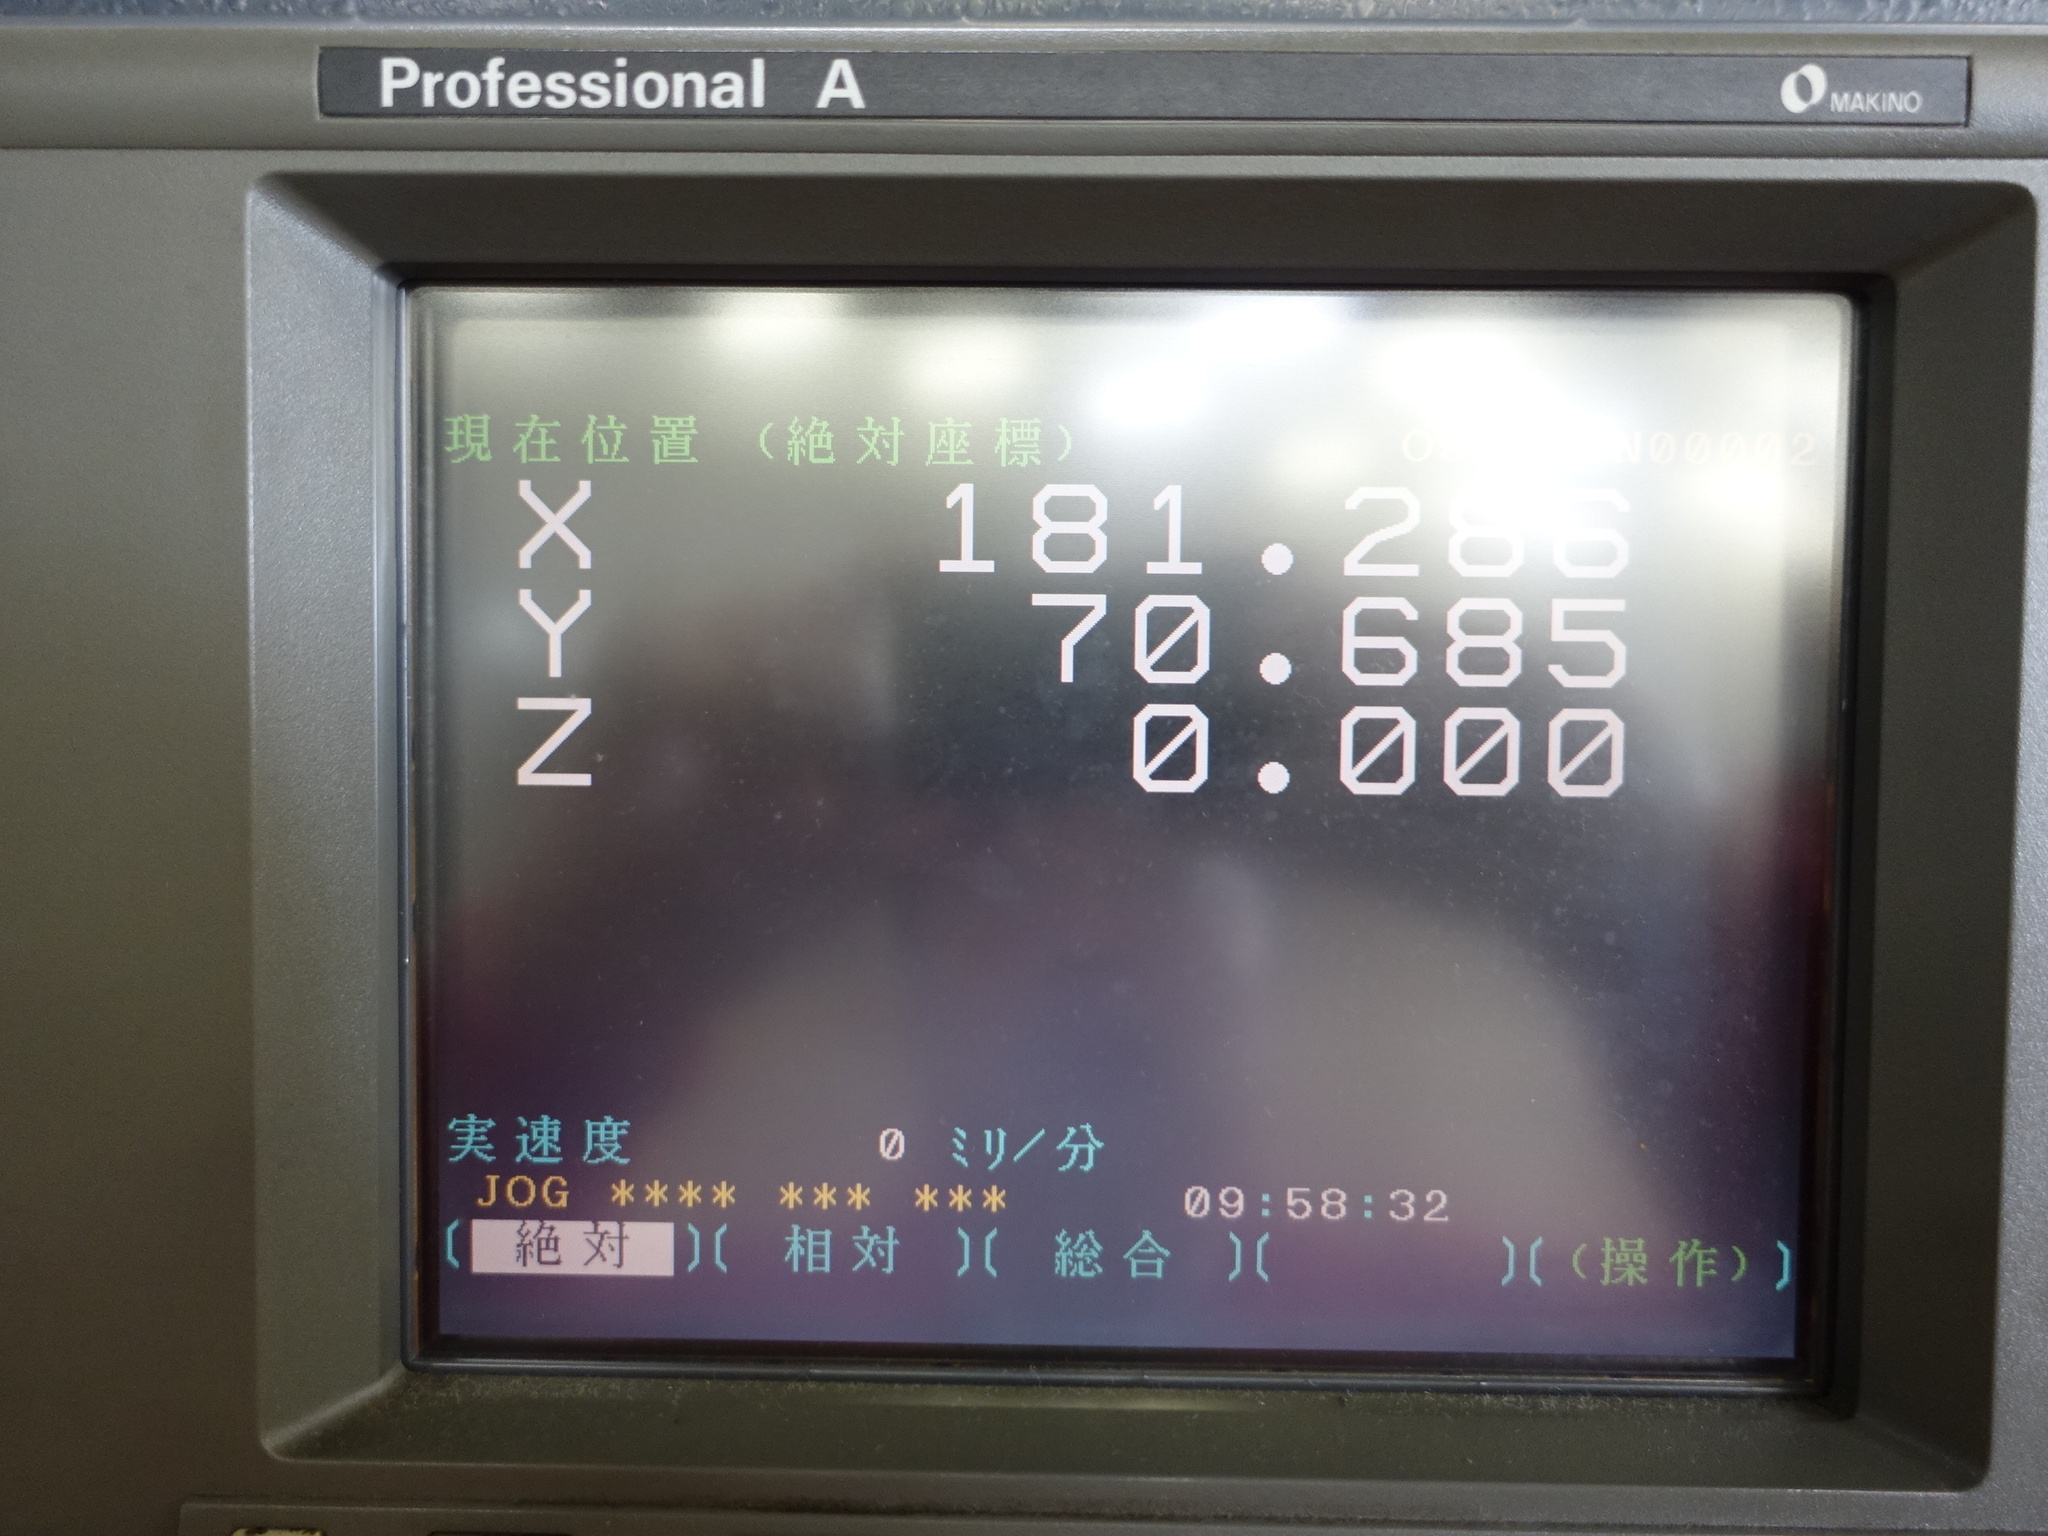 Professional A
MAKINO
現在位置 (絶対座標) N00002
X 181.286
Y 70.685
Z 0.000
実速度 0 ミリ/分
JOG **** *** *** 09:58:32
[ 絶対 ][ 相対 ][ 総合 ][ ][ (操作) ]